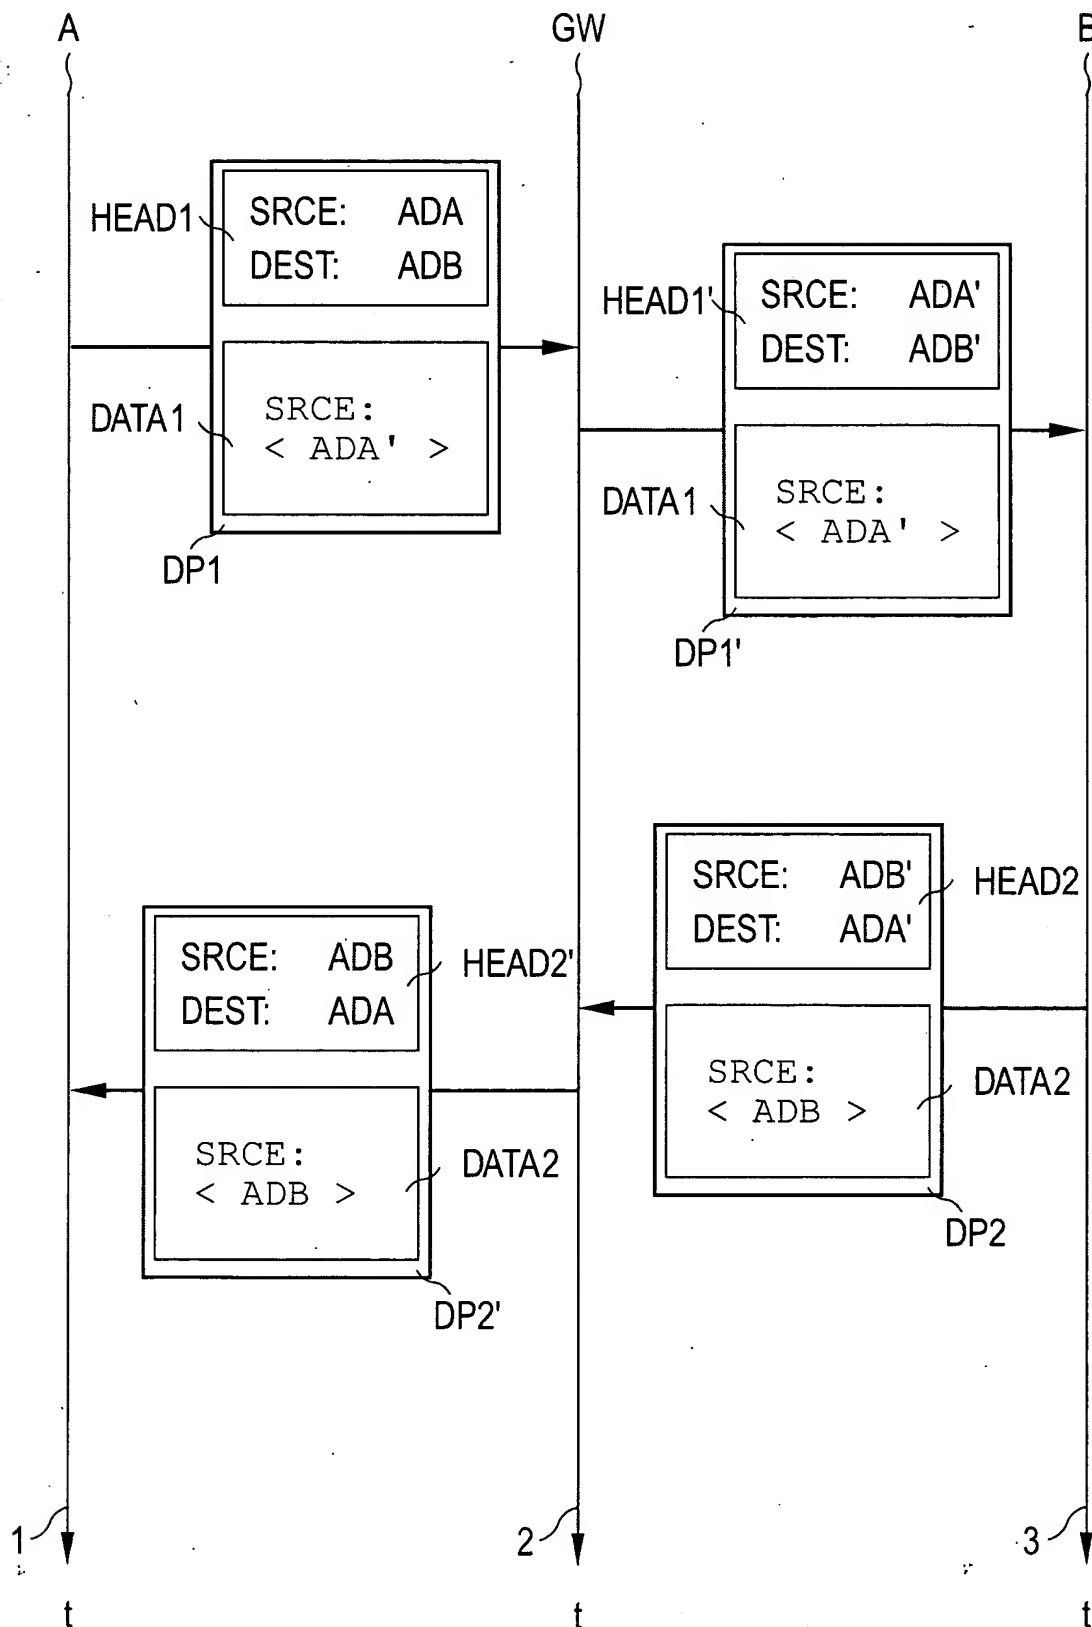 A
GW
B
HEAD1
SRCE: ADA
DEST: ADB
DATA1
SRCE:
< ADA' >
DP1
HEAD1'
SRCE: ADA'
DEST: ADB'
DATA1
SRCE:
< ADA' >
DP1'
SRCE: ADB'
DEST: ADA'
HEAD2
SRCE:
< ADB >
DATA2
DP2
SRCE: ADB
DEST: ADA
HEAD2'
SRCE:
< ADB >
DATA2
DP2'
1
2
3
t
t
t